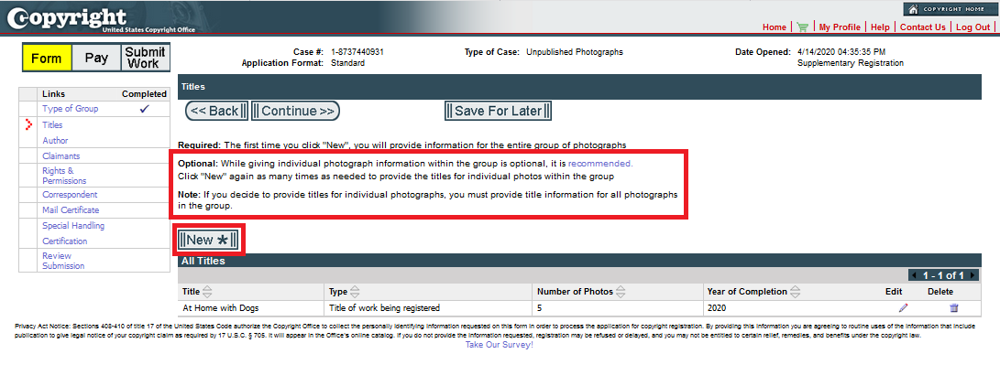 Copyright
United States Copyright Office
COPYRIGHT HOME
Home | My Profile | Help | Contact Us | Log Out
Form Pay Submit Work
Case #: 1-8737440931 Type of Case: Unpublished Photographs Date Opened: 4/14/2020 04:35:35 PM
Application Format: Standard Supplementary Registration
Links Completed
Type of Group
Titles
Author
Claimants
Rights &
Permissions
Correspondent
Mail Certificate
Special Handling
Certification
Review
Submission
Titles
<< Back Continue >> Save For Later
Required: The first time you click "New", you will provide information for the entire group of photographs
Optional: While giving individual photograph information within the group is optional, it is recommended.
Click "New" again as many times as needed to provide the titles for individual photos within the group
Note: If you decide to provide titles for individual photographs, you must provide title information for all photographs
in the group.
New *
All Titles
1 - 1 of 1
Title Type Number of Photos Year of Completion Edit Delete
At Home with Dogs Title of work being registered 5 2020
Privacy Act Notice: Sections 408-410 of title 17 of the United States Code authorize the Copyright Office to collect the personally identifying information requested on this form in order to process the application for copyright registration. By providing this information you are agreeing to routine uses of the information that include
publication to give legal notice of your copyright claim as required by 17 U.S.C. § 705. It will appear in the Office's online catalog. If you do not provide the information requested, registration may be refused or delayed, and you may not be entitled to certain relief, remedies, and benefits under the copyright law.
Take Our Survey!